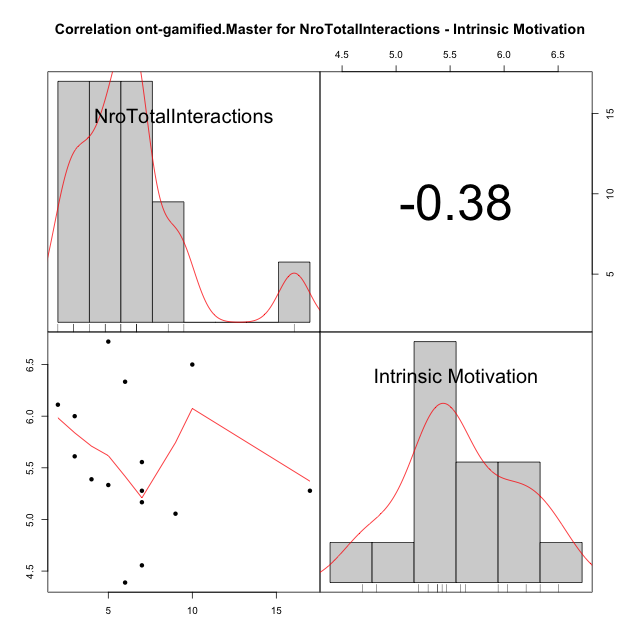 Correlation ont-gamified.Master for NroTotalInteractions - Intrinsic Motivation
4.5 5.0 5.5 6.0 6.5
NroTotalInteractions
-0.38
15
10
5
6.5
6.0
5.5
5.0
4.5
Intrinsic Motivation
5 10 15